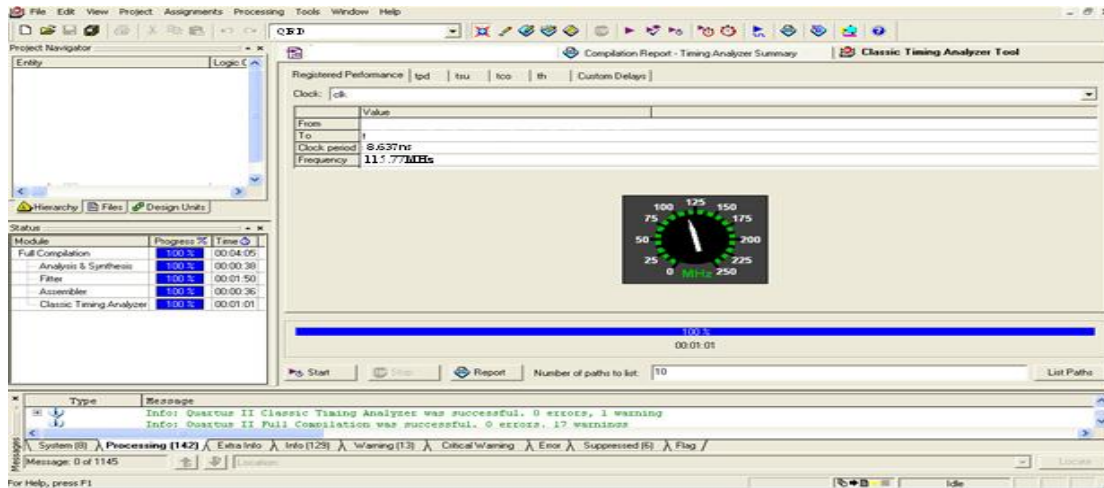 File Edit View Project Assignments Processing Tools Window Help
QRD
Project Navigator
Entity Logic C
Compilation Report - Timing Analyzer Summary
Classic Timing Analyzer Tool
Registered Performance tpd tsu tco th Custom Delays
Clock: clk
Value
From
To
Clock period 8.637ns
Frequency 115.77MHs
Hierarchy Files Design Units
Status
Module Progress % Time
Full Compilation 100 % 00:04:05
Analysis & Synthesis 100 % 00:00:38
Fitter 100 % 00:01:50
Assembler 100 % 00:00:36
Classic Timing Analyzer 100 % 00:01:01
0 25 50 75 100 125 150 175 200 225 250
MHz
100 %
00:01:01
Start Stop Report Number of paths to list: 10 List Paths
Type Message
Info: Quartus II Classic Timing Analyzer was successful. 0 errors, 1 warning
Info: Quartus II Full Compilation was successful. 0 errors, 17 warnings
System (8) Processing (142) Extra Info Info (129) Warning (13) Critical Warning Error Suppressed (6) Flag
Messages
Message: 0 of 1145 Location: Locate
For Help, press F1 Idle